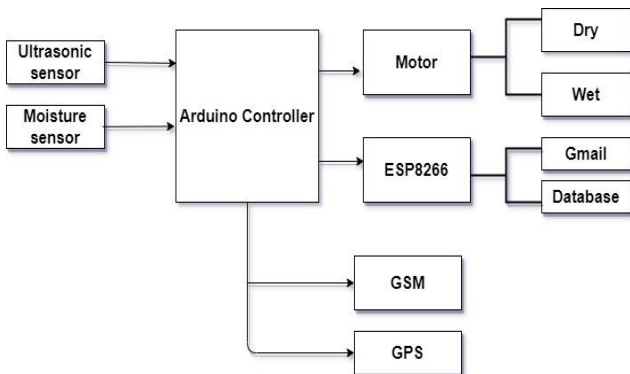 Ultrasonic
sensor
Moisture
sensor
Arduino Controller
Motor
Dry
Wet
ESP8266
Gmail
Database
GSM
GPS